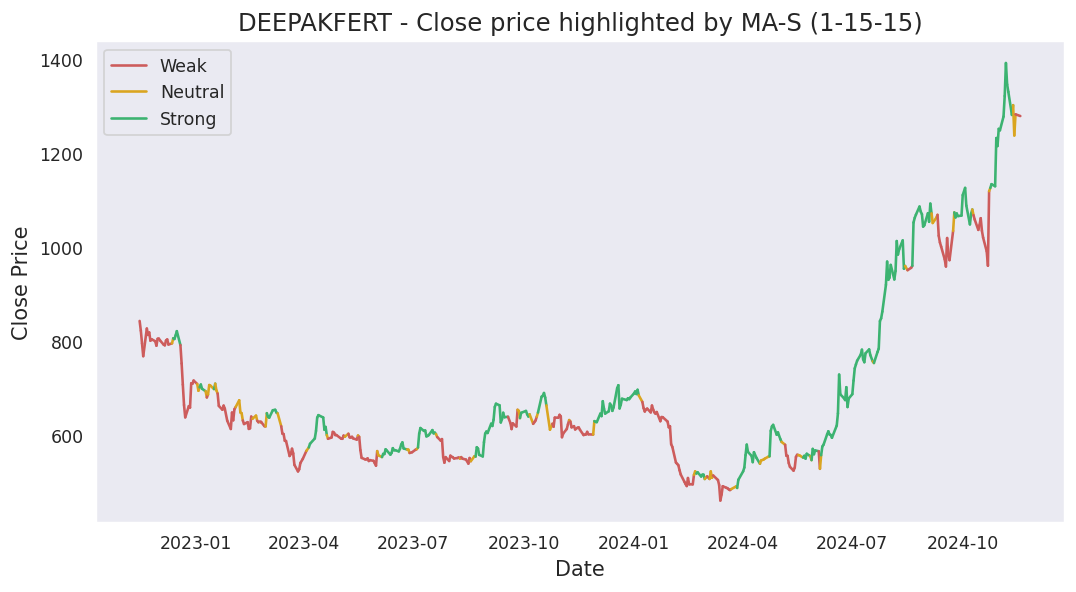 DEEPAKFERT - Close price highlighted by MA-S (1-15-15)
Weak
Neutral
Strong
1400
1200
1000
800
600
Close Price
2023-01 2023-04 2023-07 2023-10 2024-01 2024-04 2024-07 2024-10
Date